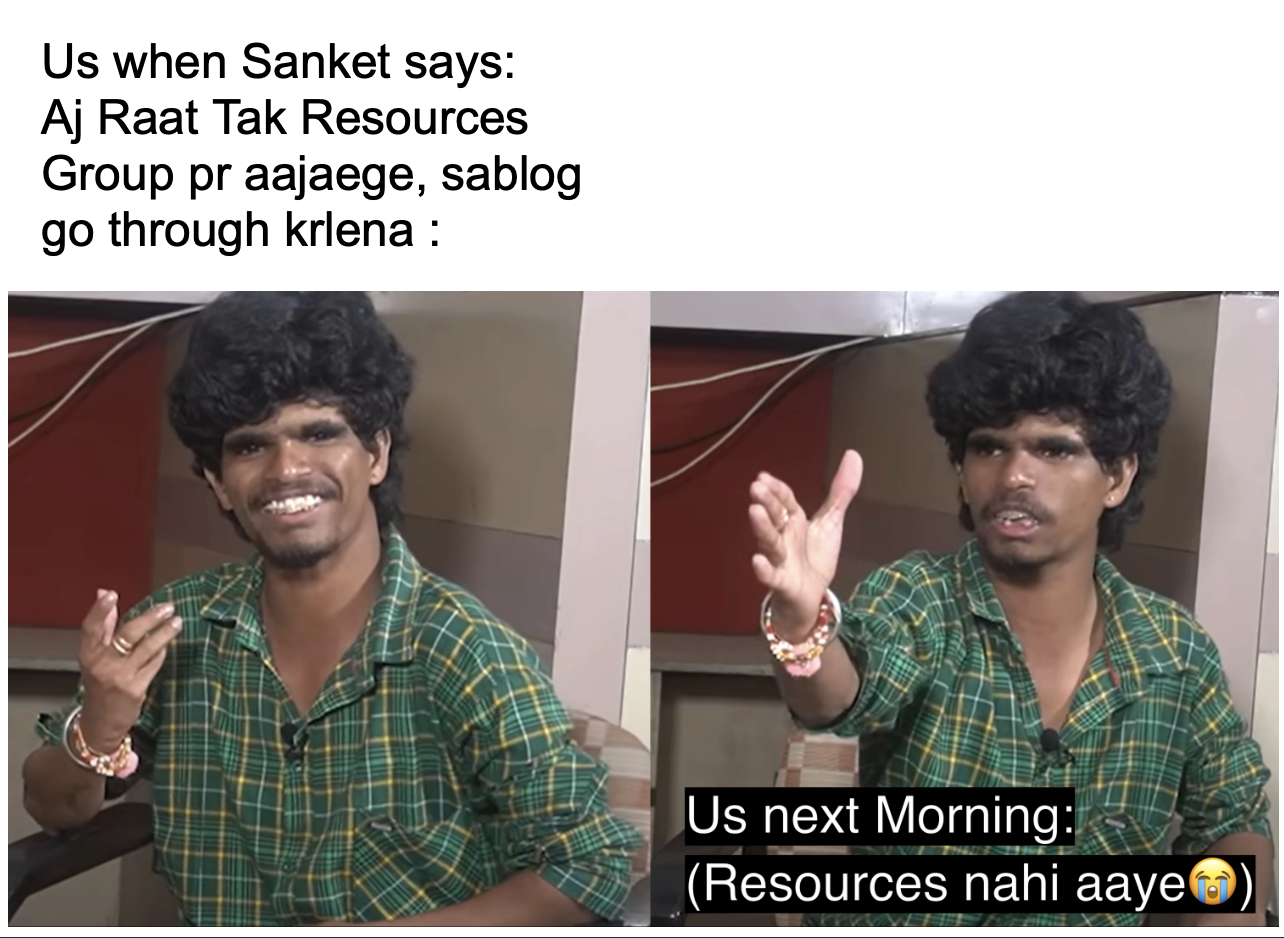 Us when Sanket says:
Aj Raat Tak Resources
Group pr aajaege, sablog
go through krlena :
Us next Morning:
(Resources nahi aaye😭)